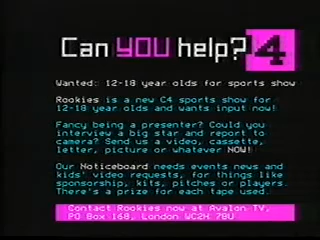 Can YOU help? 4
Wanted: 12-18 year olds for sports show
Rookies is a new C4 sports show for
12-18 year olds and wants input now!
Fancy being a presenter? Could you
interview a big star and report to
camera? Send us a video, cassette,
letter, picture or whatever NOW!
Our Noticeboard needs events news and
kids' video requests, for things like
sponsorship, kits, pitches or players.
There's a prize for each tape used.
Contact Rookies now at Avalon TV,
PO Box 168, London WC2H 7BU